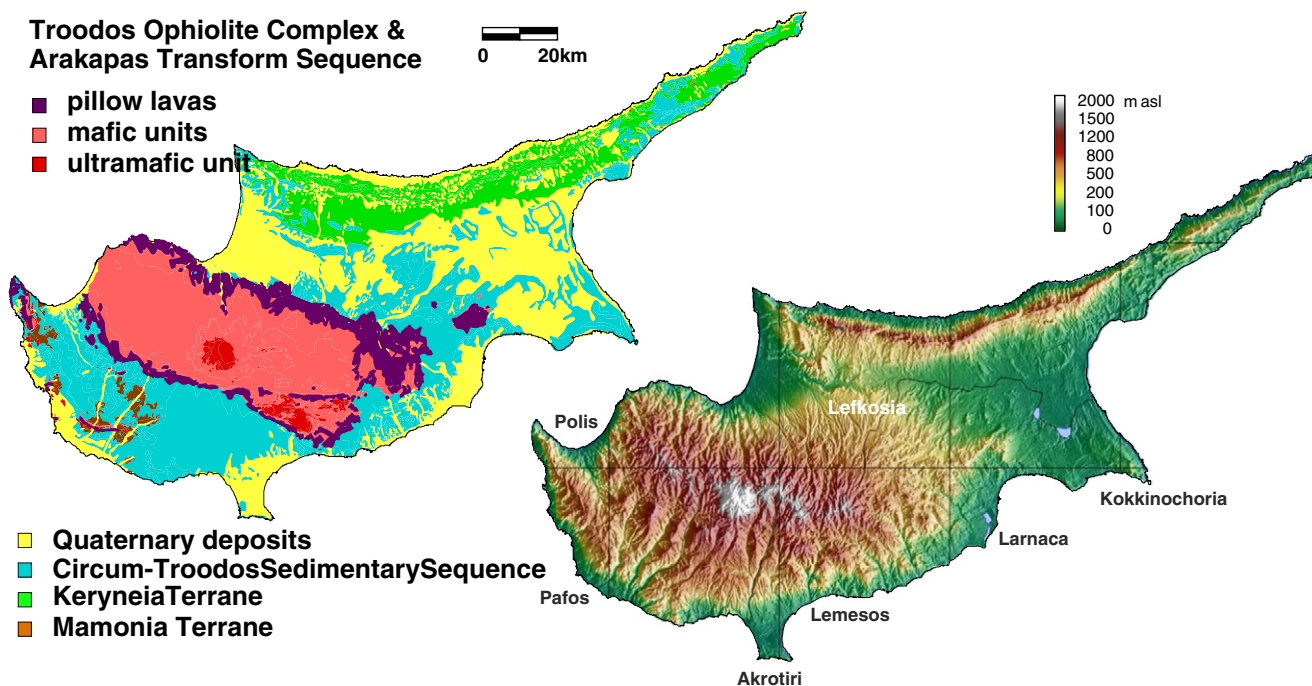 Troodos Ophiolite Complex &
Arakapas Transform Sequence
0 20km
pillow lavas
mafic units
ultramafic unit
Quaternary deposits
Circum-TroodosSedimentarySequence
KeryneiaTerrane
Mamonia Terrane
2000 m asl
1500
1200
800
500
200
100
0
Lefkosia
Polis
Kokkinochoria
Larnaca
Pafos
Lemesos
Akrotiri